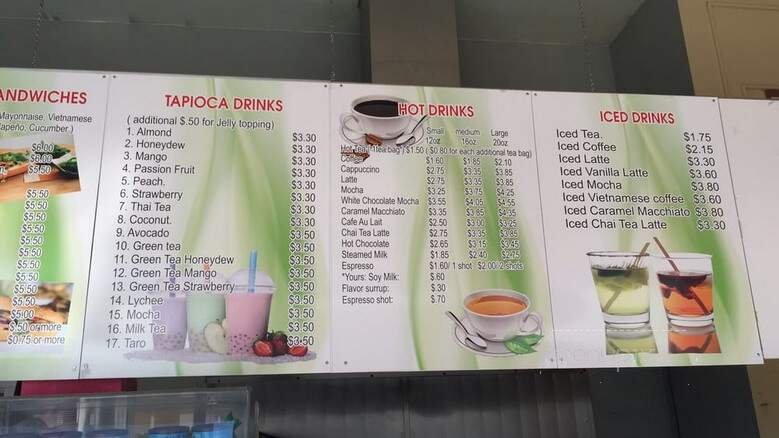 ANDWICHES
Mayonnaise, Vietnamese
lapeño, Cucumber.)
$6.00
$6.00
$5.50
$5.50
$5.50
$5.50
$5.50
$5.50
$5.50
$5.50
$5.50
$5.00
$.50 or more
$0.75 or more
TAPIOCA DRINKS
( additional $.50 for Jelly topping)
1. Almond $3.30
2. Honeydew $3.30
3. Mango $3.30
4. Passion Fruit $3.30
5. Peach. $3.30
6. Strawberry $3.30
7. Thai Tea $3.30
8. Coconut. $3.30
9. Avocado $3.50
10. Green tea $3.50
11. Green Tea Honeydew $3.50
12. Green Tea Mango $3.50
13. Green Tea Strawberry $3.50
14. Lychee $3.50
15. Mocha $3.50
16. Milk Tea $3.50
17. Taro $3.50
HOT DRINKS
Small medium Large
12oz 16oz 20oz
Hot Tea 1 Tea bag / $1.50 ( $0.80 for each additional tea bag)
Coffee $1.60 $1.85 $2.10
Cappuccino $2.75 $3.35 $3.85
Latte $2.75 $3.35 $3.85
Mocha $3.25 $3.75 $4.25
White Chocolate Mocha $3.55 $4.05 $4.55
Caramel Macchiato $3.35 $3.85 $4.35
Cafe Au Lait $2.50 $3.00 $3.25
Chai Tea Latte $2.75 $3.35 $3.85
Hot Chocolate $2.65 $3.15 $3.45
Steamed Milk $1.85 $2.40 $2.75
Espresso $1.60/ 1 shot $2.00/ 2 shots
*Yours: Soy Milk: $.60
Flavor surrup: $.30
Espresso shot: $.70
ICED DRINKS
Iced Tea. $1.75
Iced Coffee $2.15
Iced Latte $3.30
Iced Vanilla Latte $3.60
Iced Mocha $3.80
Iced Vietnamese coffee $3.60
Iced Caramel Macchiato $3.80
Iced Chai Tea Latte $3.30